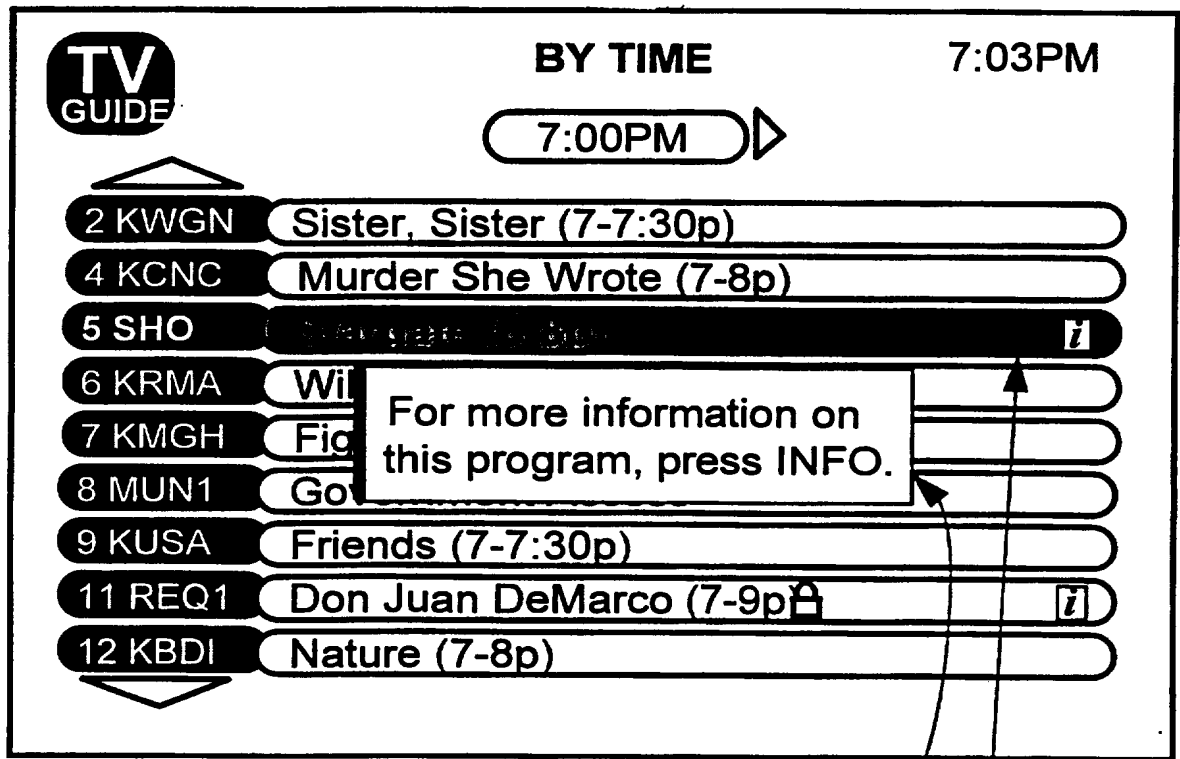 TV
GUIDE
BY TIME
7:03PM
7:00PM
2 KWGN Sister, Sister (7-7:30p)
4 KCNC Murder She Wrote (7-8p)
5 SHO i
6 KRMA Wil
7 KMGH Fig
8 MUN1 Gov
For more information on
this program, press INFO.
9 KUSA Friends (7-7:30p)
11 REQ1 Don Juan DeMarco (7-9p) i
12 KBDI Nature (7-8p)